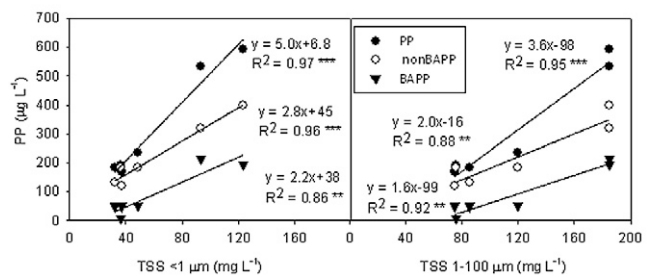 PP (µg L⁻¹)
700
600
500
400
300
200
100
0
y = 5.0x+6.8
R² = 0.97 ***
y = 2.8x+45
R² = 0.96 ***
y = 2.2x+38
R² = 0.86 **
0 40 80 120 160
TSS <1 µm (mg L⁻¹)
PP
nonBAPP
BAPP
y = 3.6x-98
R² = 0.95 ***
y = 2.0x-16
R² = 0.88 **
y = 1.6x-99
R² = 0.92 **
0 40 80 120 160 200
TSS 1-100 µm (mg L⁻¹)